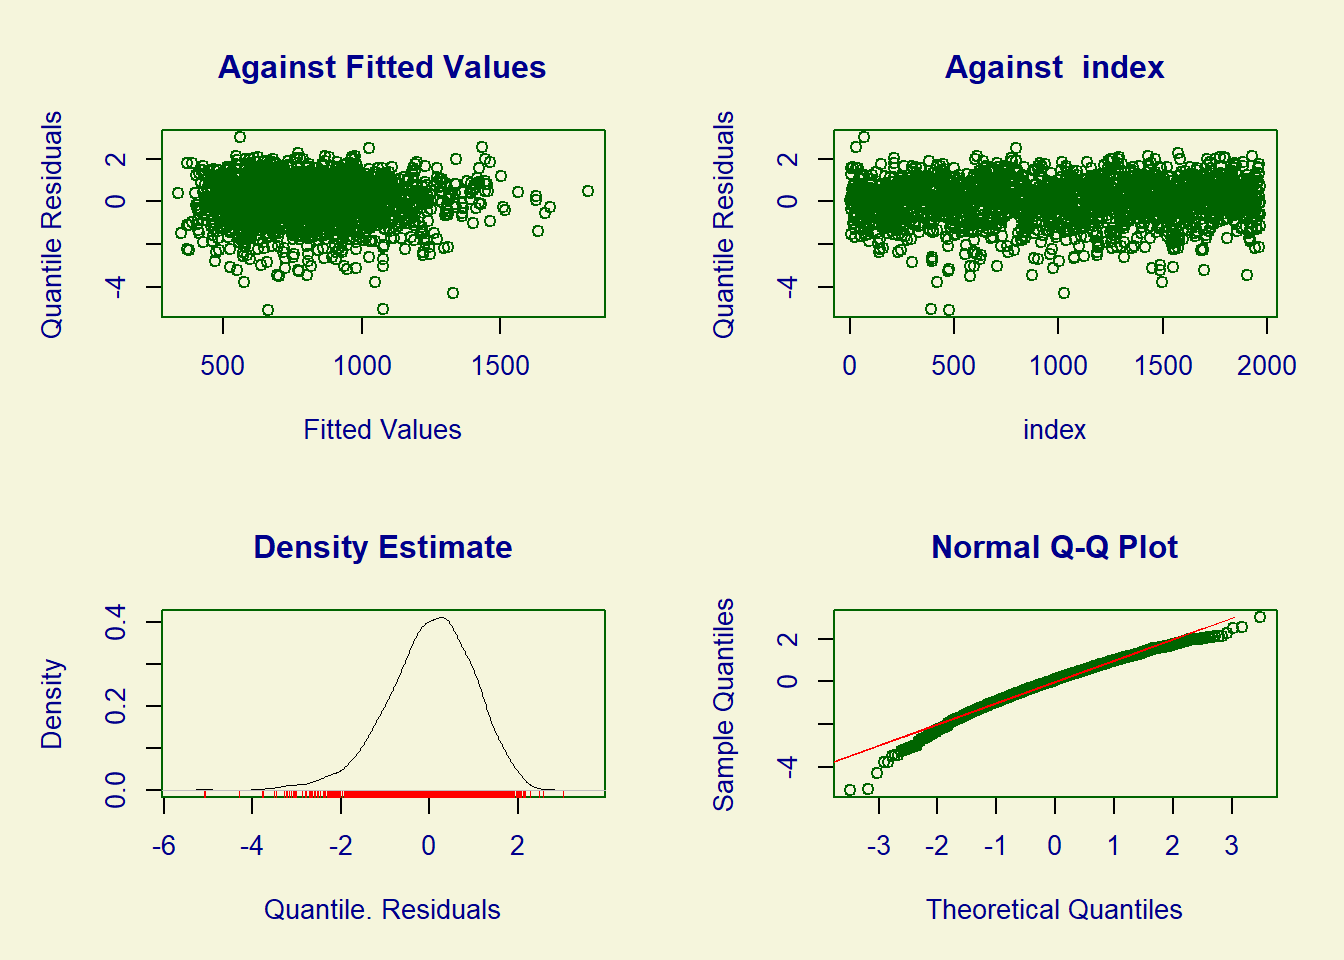 Against Fitted Values
Quantile Residuals
2
0
-4
500 1000 1500
Fitted Values
Against  index
Quantile Residuals
2
0
-4
0 500 1000 1500 2000
index
Density Estimate
Density
0.4
0.2
0.0
-6 -4 -2 0 2
Quantile. Residuals
Normal Q-Q Plot
Sample Quantiles
2
0
-4
-3 -2 -1 0 1 2 3
Theoretical Quantiles